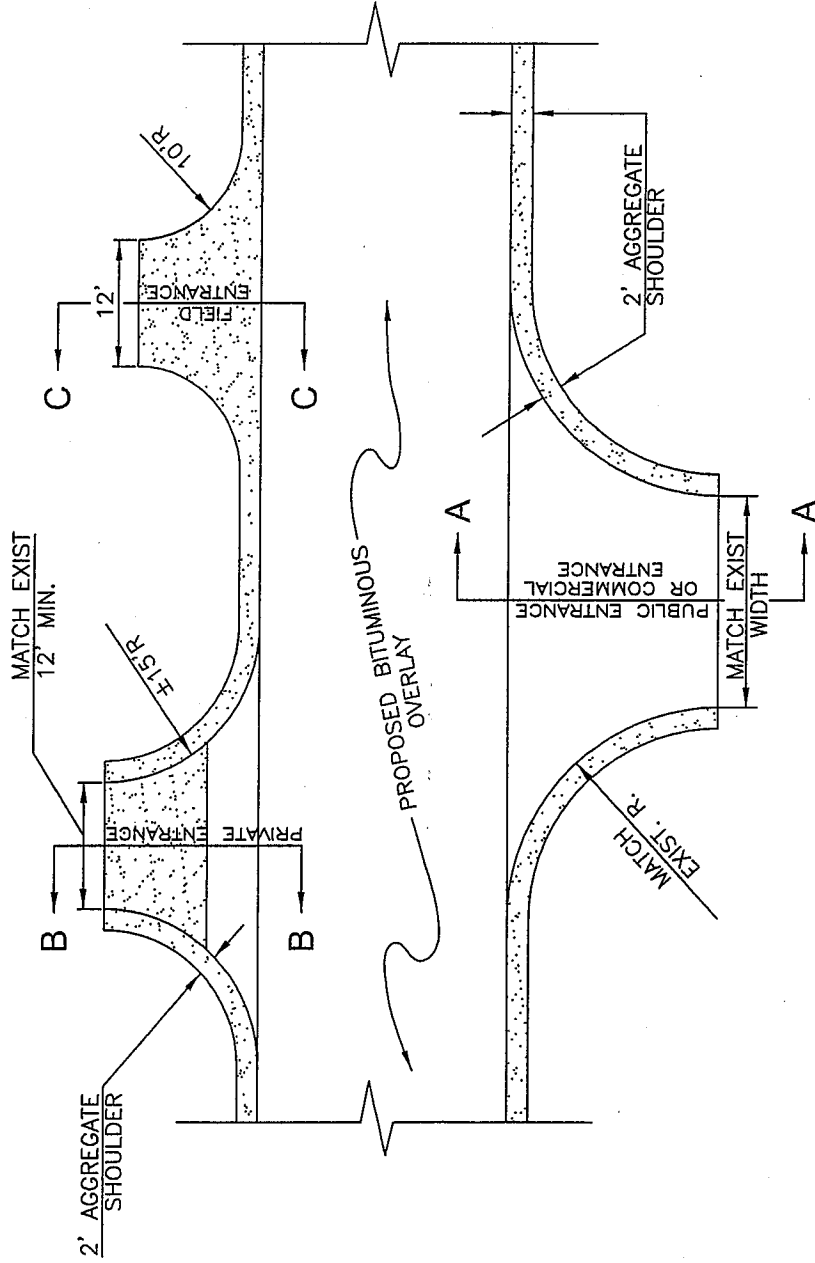 MATCH EXIST
12' MIN.
2' AGGREGATE
SHOULDER
±15'R
10'R
12'
B
B
PRIVATE ENTRANCE
C
C
FIELD
ENTRANCE
PROPOSED BITUMINOUS
OVERLAY
A
A
PUBLIC ENTRANCE
OR COMMERCIAL
ENTRANCE
MATCH EXIST
WIDTH
MATCH
EXIST. R.
2' AGGREGATE
SHOULDER